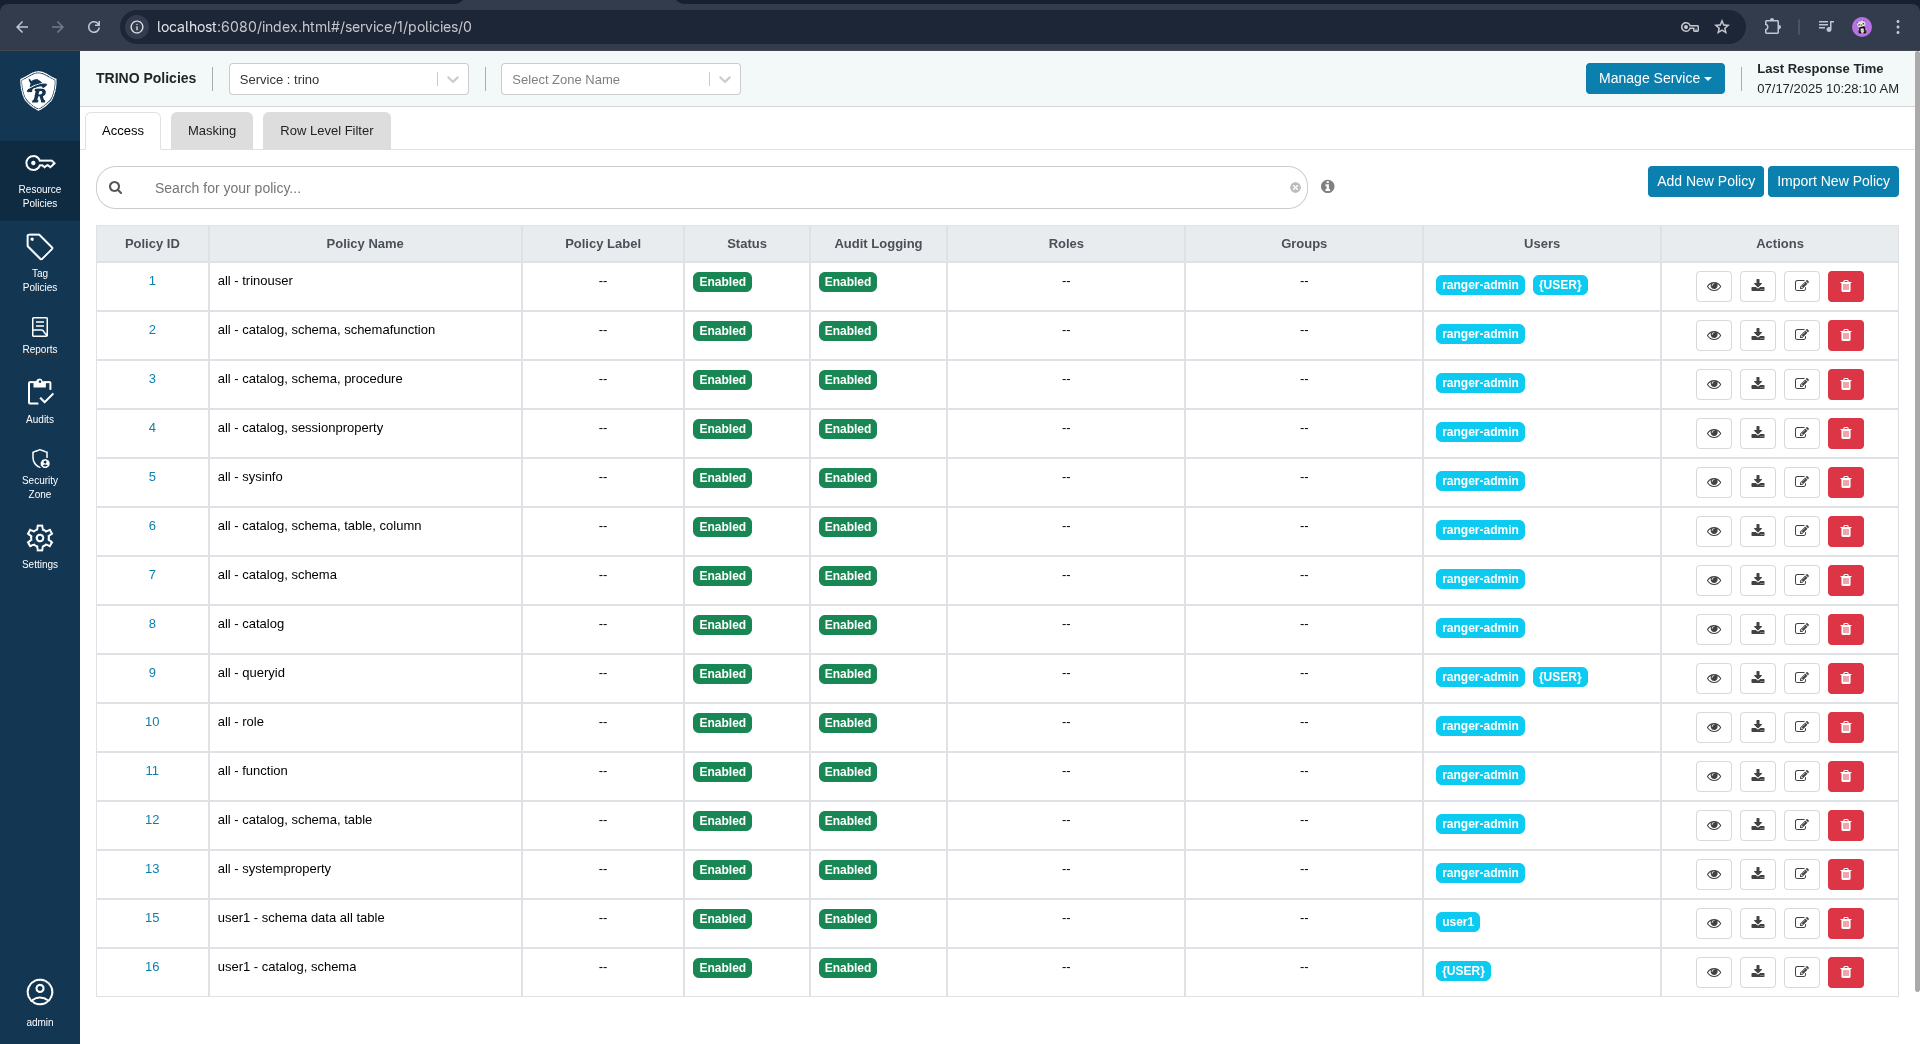 localhost:6080/index.html#/service/1/policies/0
TRINO Policies
Service : trino
Select Zone Name
Manage Service
Last Response Time
07/17/2025 10:28:10 AM
Resource Policies
Tag Policies
Reports
Audits
Security Zone
Settings
admin
Access
Masking
Row Level Filter
Search for your policy...
Add New Policy
Import New Policy
Policy ID Policy Name Policy Label Status Audit Logging Roles Groups Users Actions
1 all - trinouser -- Enabled Enabled -- -- ranger-admin {USER}
2 all - catalog, schema, schemafunction -- Enabled Enabled -- -- ranger-admin
3 all - catalog, schema, procedure -- Enabled Enabled -- -- ranger-admin
4 all - catalog, sessionproperty -- Enabled Enabled -- -- ranger-admin
5 all - sysinfo -- Enabled Enabled -- -- ranger-admin
6 all - catalog, schema, table, column -- Enabled Enabled -- -- ranger-admin
7 all - catalog, schema -- Enabled Enabled -- -- ranger-admin
8 all - catalog -- Enabled Enabled -- -- ranger-admin
9 all - queryid -- Enabled Enabled -- -- ranger-admin {USER}
10 all - role -- Enabled Enabled -- -- ranger-admin
11 all - function -- Enabled Enabled -- -- ranger-admin
12 all - catalog, schema, table -- Enabled Enabled -- -- ranger-admin
13 all - systemproperty -- Enabled Enabled -- -- ranger-admin
15 user1 - schema data all table -- Enabled Enabled -- -- user1
16 user1 - catalog, schema -- Enabled Enabled -- -- {USER}